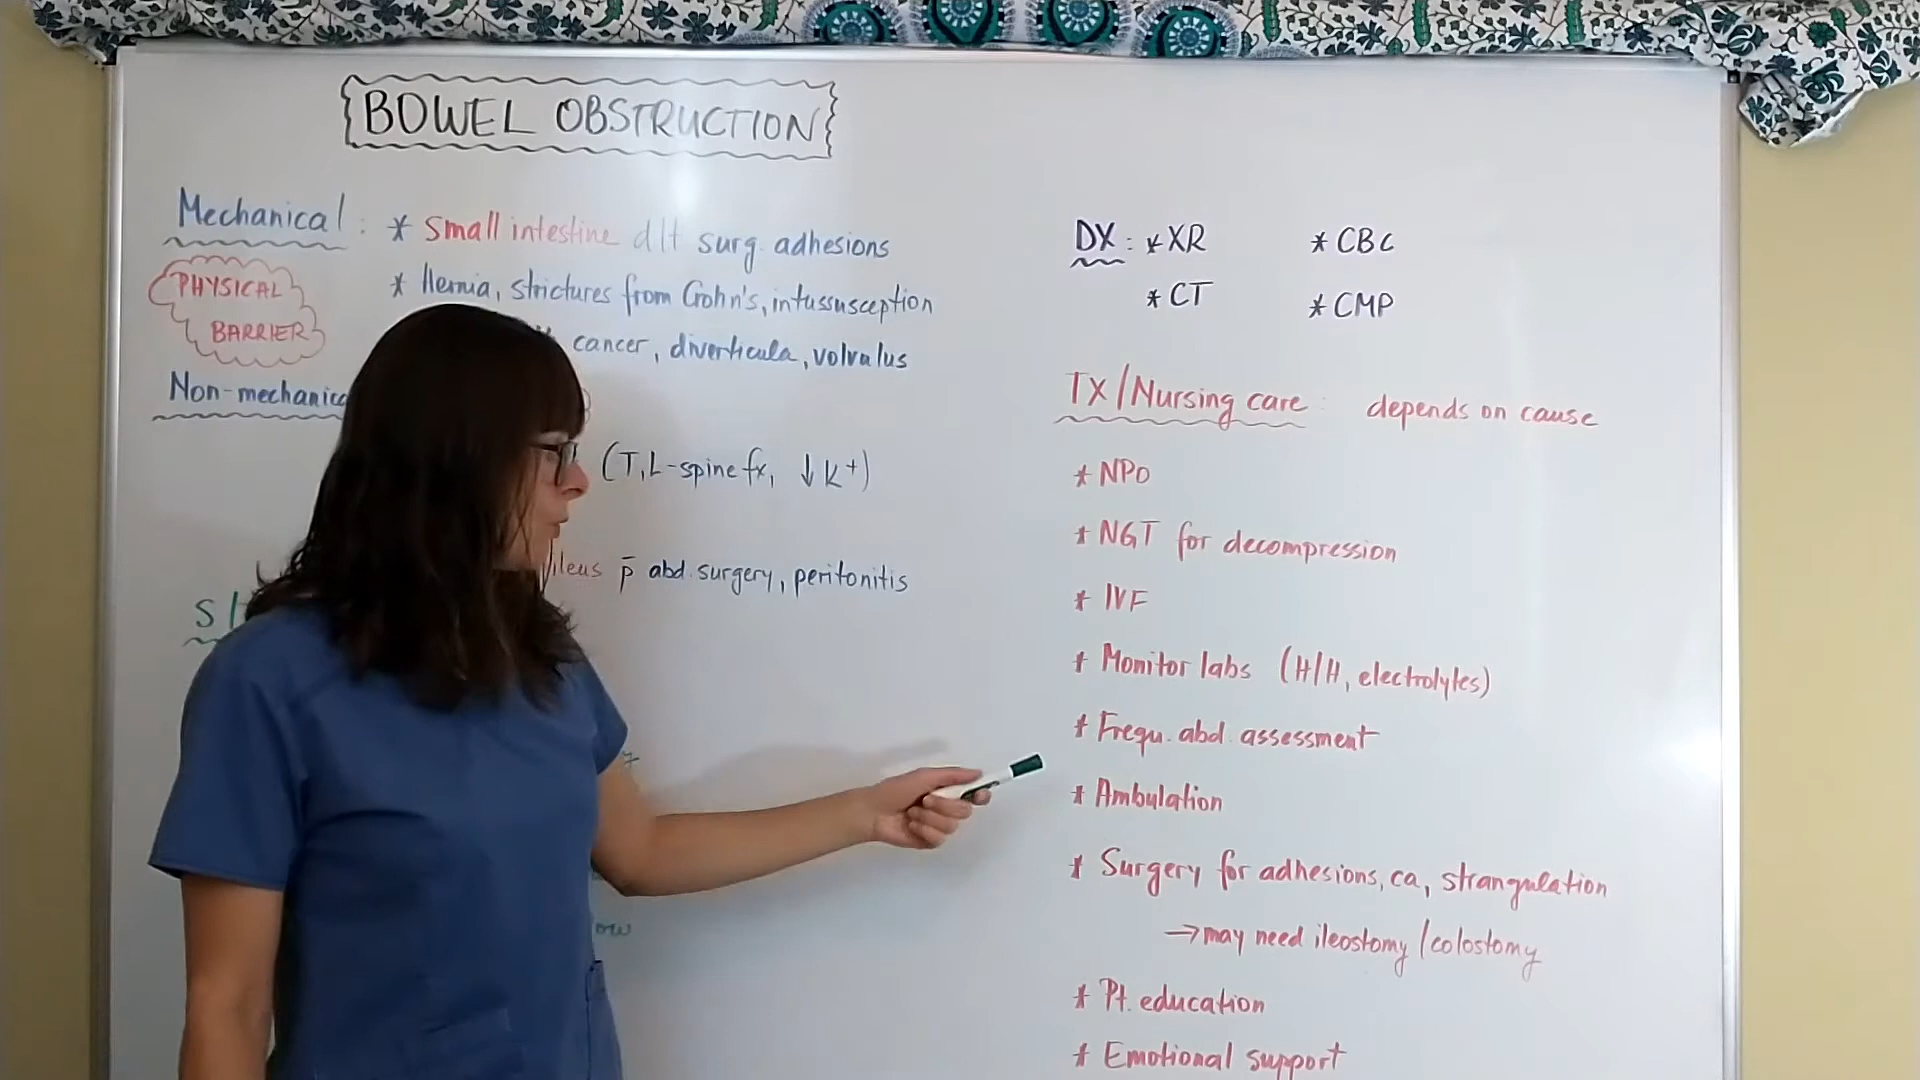 BOWEL OBSTRUCTION
Mechanical: * Small intestine d/t surg. adhesions
PHYSICAL
BARRIER
* Hernia, strictures from Crohn's, intussusception
cancer, diverticula, volvulus
Non-mechanica
(T,L-spine fx, ↓K+)
ileus p̄ abd. surgery, peritonitis
S/
ow
DX: * XR * CBC
* CT * CMP
TX/Nursing care: depends on cause
* NPO
* NGT for decompression
* IVF
* Monitor labs (H/H, electrolytes)
* Frequ. abd. assessment
* Ambulation
* Surgery for adhesions, ca, strangulation
→ may need ileostomy/colostomy
* Pt. education
* Emotional support